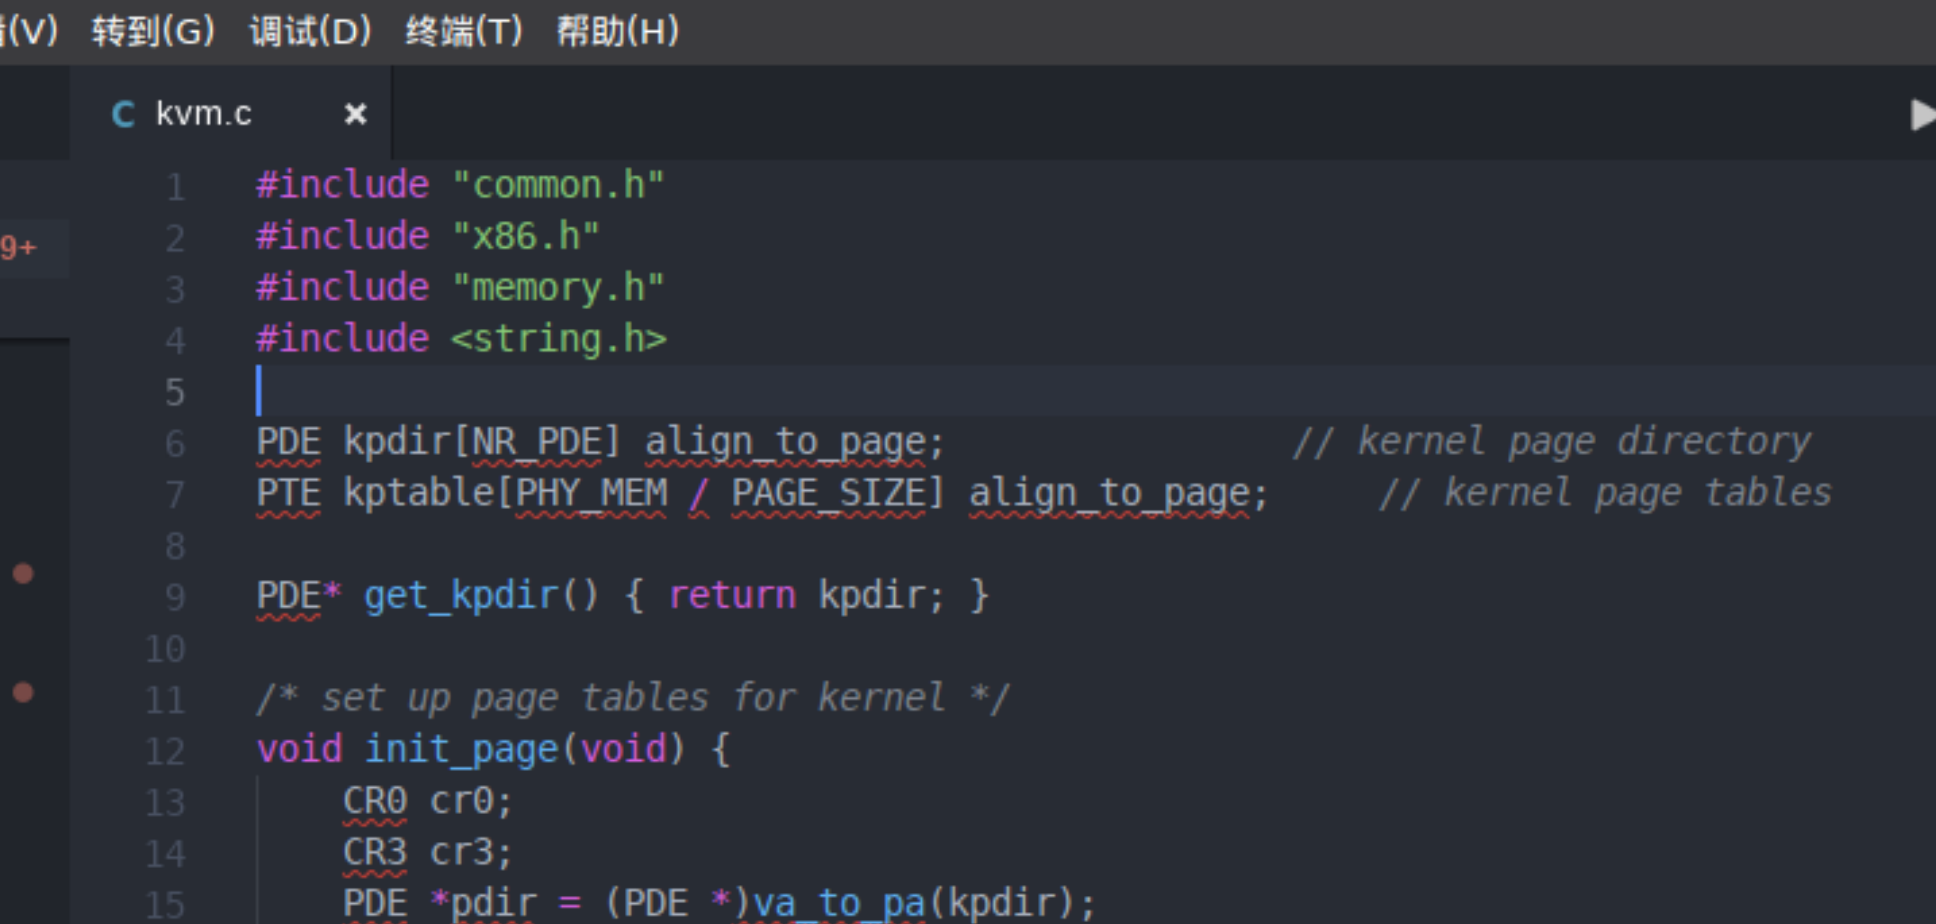 (V) 转到(G) 调试(D) 终端(T) 帮助(H)
C kvm.c ×
9+
1 #include "common.h"
2 #include "x86.h"
3 #include "memory.h"
4 #include <string.h>
5
6 PDE kpdir[NR_PDE] align_to_page; // kernel page directory
7 PTE kptable[PHY_MEM / PAGE_SIZE] align_to_page; // kernel page tables
8
9 PDE* get_kpdir() { return kpdir; }
10
11 /* set up page tables for kernel */
12 void init_page(void) {
13 CR0 cr0;
14 CR3 cr3;
15 PDE *pdir = (PDE *)va_to_pa(kpdir);